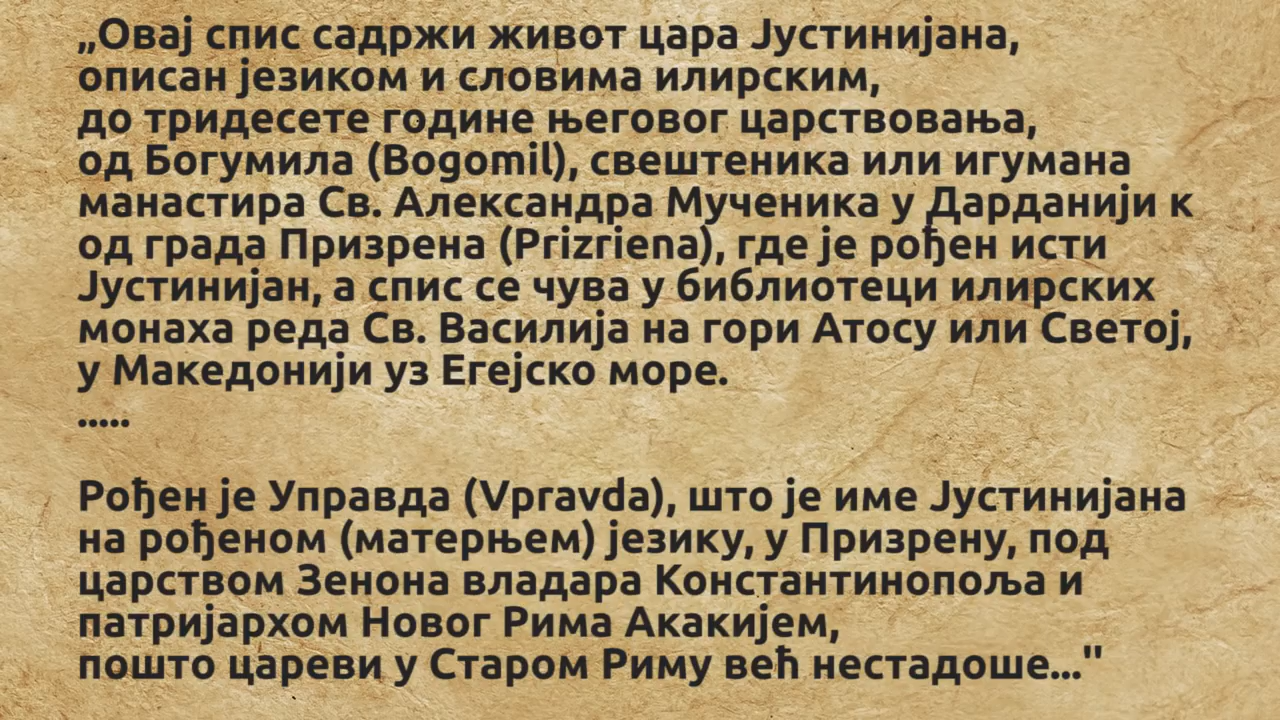 „Овај спис садржи живот цара Јустинијана,
описан језиком и словима илирским,
до тридесете године његовог царствовања,
од Богумила (Bogomil), свештеника или игумана
манастира Св. Александра Мученика у Дарданији к
од града Призрена (Prizriena), где је рођен исти
Јустинијан, а спис се чува у библиотеци илирских
монаха реда Св. Василија на гори Атосу или Светој,
у Македонији уз Егејско море.
.....
Рођен је Управда (Vpravda), што је име Јустинијана
на рођеном (матерњем) језику, у Призрену, под
царством Зенона владара Константинопоља и
патријархом Новог Рима Акакијем,
пошто цареви у Старом Риму већ нестадоше..."